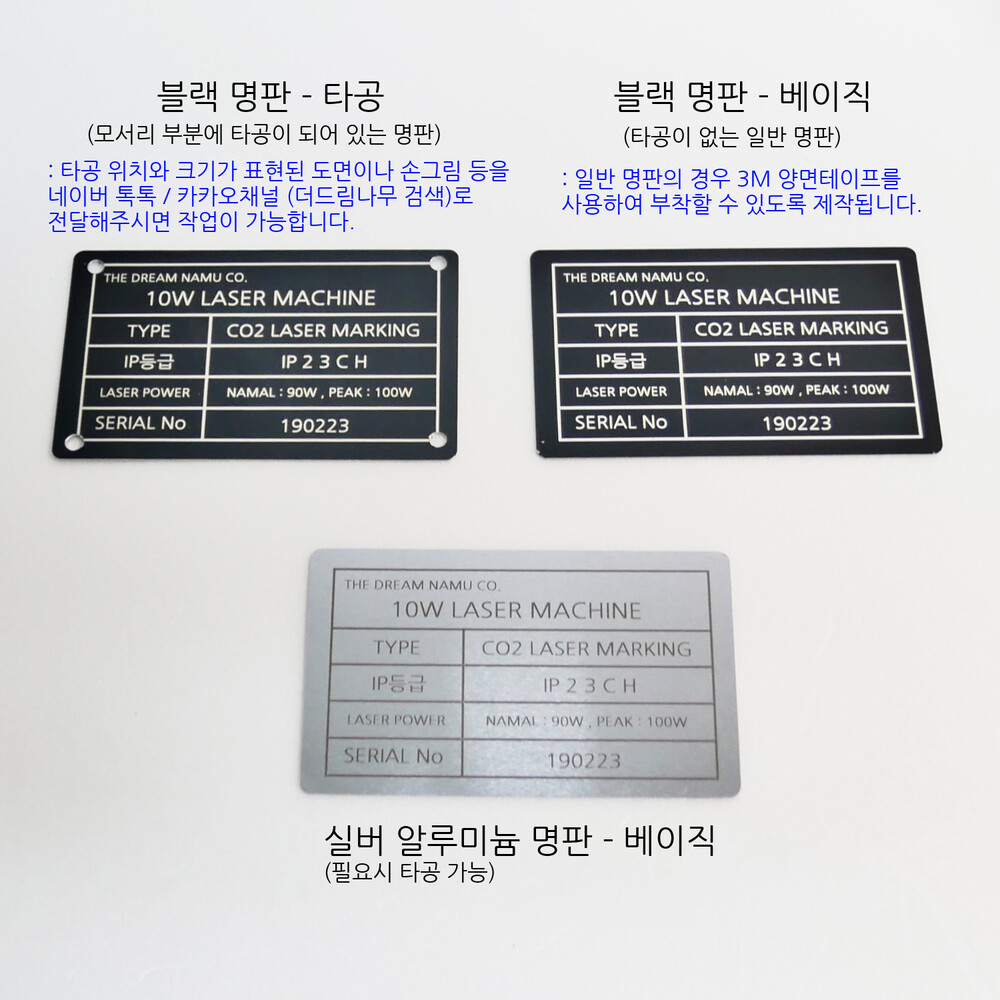 블랙 명판 - 타공
(모서리 부분에 타공이 되어 있는 명판)
: 타공 위치와 크기가 표현된 도면이나 손그림 등을
네이버 톡톡 / 카카오채널 (더드림나무 검색)로
전달해주시면 작업이 가능합니다.
THE DREAM NAMU CO.
10W LASER MACHINE
TYPE CO2 LASER MARKING
IP등급 IP 2 3 C H
LASER POWER NAMAL : 90W , PEAK : 100W
SERIAL No 190223
블랙 명판 - 베이직
(타공이 없는 일반 명판)
: 일반 명판의 경우 3M 양면테이프를
사용하여 부착할 수 있도록 제작됩니다.
THE DREAM NAMU CO.
10W LASER MACHINE
TYPE CO2 LASER MARKING
IP등급 IP 2 3 C H
LASER POWER NAMAL : 90W , PEAK : 100W
SERIAL No 190223
THE DREAM NAMU CO.
10W LASER MACHINE
TYPE CO2 LASER MARKING
IP등급 IP 2 3 C H
LASER POWER NAMAL : 90W , PEAK : 100W
SERIAL No 190223
실버 알루미늄 명판 - 베이직
(필요시 타공 가능)